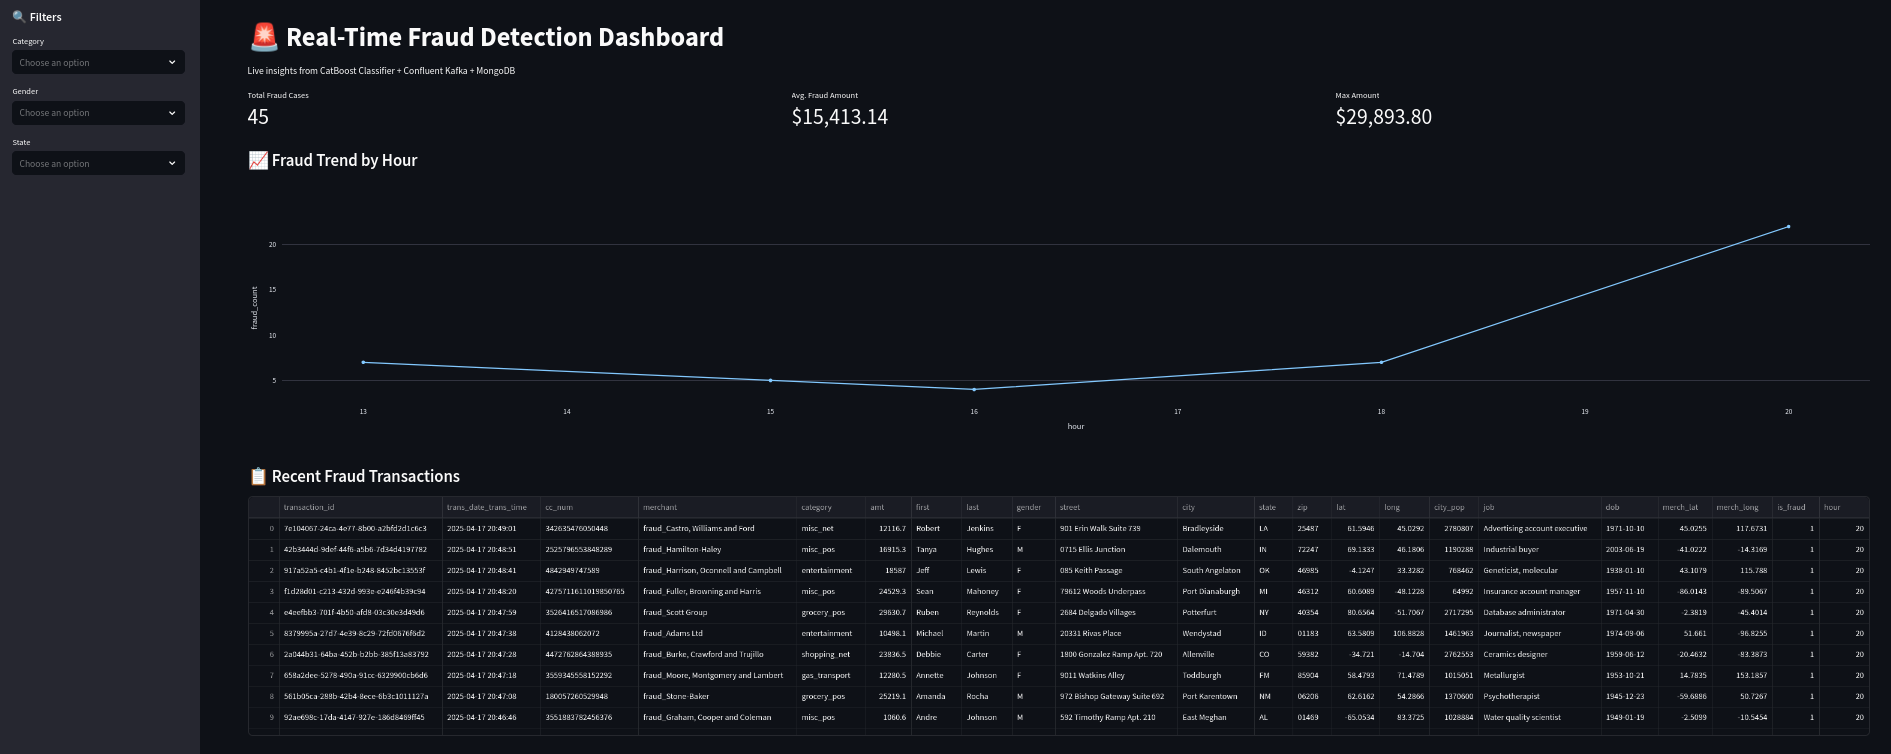 🔍 Filters
Category
Choose an option
Gender
Choose an option
State
Choose an option
🚨 Real-Time Fraud Detection Dashboard
Live insights from CatBoost Classifier + Confluent Kafka + MongoDB
Total Fraud Cases Avg. Fraud Amount Max Amount
45 $15,413.14 $29,893.80
📈 Fraud Trend by Hour
20
15
10
5
fraud_count
13 14 15 16 17 18 19 20
hour
📋 Recent Fraud Transactions
transaction_id trans_date_trans_time cc_num merchant category amt first last gender street city state zip lat long city_pop job dob merch_lat merch_long is_fraud hour
0 7e104067-24ca-4e77-8b00-a2bfd2d1c6c3 2025-04-17 20:49:01 342635476050448 fraud_Castro, Williams and Ford misc_net 12116.7 Robert Jenkins F 901 Erin Walk Suite 739 Bradleyside LA 25487 61.5946 45.0292 2780807 Advertising account executive 1971-10-10 45.0255 117.6731 1 20
1 42b3444d-9def-44f6-a5b6-7d34d4197782 2025-04-17 20:48:51 2525796553848289 fraud_Hamilton-Haley misc_pos 16915.3 Tanya Hughes M 0715 Ellis Junction Dalemouth IN 72247 69.1333 46.1806 1190288 Industrial buyer 2003-06-19 -41.0222 -14.3169 1 20
2 917a52a5-c4b1-4f1e-b248-8452bc13553f 2025-04-17 20:48:41 4842949747589 fraud_Harrison, Oconnell and Campbell entertainment 18587 Jeff Lewis F 085 Keith Passage South Angelaton OK 46985 -4.1247 33.3282 768462 Geneticist, molecular 1938-01-10 43.1079 115.788 1 20
3 f1d28d01-c213-432d-993e-e246f4b39c94 2025-04-17 20:48:20 4275711611019850765 fraud_Fuller, Browning and Harris misc_pos 24529.3 Sean Mahoney F 79612 Woods Underpass Port Dianaburgh MI 46312 60.6089 -48.1228 64992 Insurance account manager 1957-11-10 -86.0143 -89.5067 1 20
4 e4eefbb3-701f-4b50-afd8-03c30e3d49d6 2025-04-17 20:47:59 3526416517086986 fraud_Scott Group grocery_pos 29630.7 Ruben Reynolds F 2684 Delgado Villages Potterfurt NY 40354 80.6564 -51.7067 2717295 Database administrator 1971-04-30 -2.3819 -45.4014 1 20
5 8379995a-27d7-4e39-8c29-72fd0676f6d2 2025-04-17 20:47:38 4128438062072 fraud_Adams Ltd entertainment 10498.1 Michael Martin M 20331 Rivas Place Wendystad ID 01183 63.5809 106.8828 1461963 Journalist, newspaper 1974-09-06 51.661 -96.8255 1 20
6 2a044b31-64ba-452b-b2bb-385f13a83792 2025-04-17 20:47:28 4472762864388935 fraud_Burke, Crawford and Trujillo shopping_net 23836.5 Debbie Carter F 1800 Gonzalez Ramp Apt. 720 Allenville CO 59382 -34.721 -14.704 2762553 Ceramics designer 1959-06-12 -20.4632 -83.3873 1 20
7 658a2dee-5278-490a-91cc-6329900cb6d6 2025-04-17 20:47:18 3559345558152292 fraud_Moore, Montgomery and Lambert gas_transport 12280.5 Annette Johnson F 9011 Watkins Alley Toddburgh FM 85904 58.4793 71.4789 1015051 Metallurgist 1953-10-21 14.7835 153.1857 1 20
8 561b05ca-288b-42b4-8ece-6b3c1011127a 2025-04-17 20:47:08 180057260529948 fraud_Stone-Baker grocery_pos 25219.1 Amanda Rocha M 972 Bishop Gateway Suite 692 Port Karentown NM 06206 62.6162 54.2866 1370600 Psychotherapist 1945-12-23 -59.6886 50.7267 1 20
9 92ae698c-17da-4147-927e-186d8469ff45 2025-04-17 20:46:46 3551883782456376 fraud_Graham, Cooper and Coleman misc_pos 1060.6 Andre Johnson M 592 Timothy Ramp Apt. 210 East Meghan AL 01469 -65.0534 83.3725 1028884 Water quality scientist 1949-01-19 -2.5099 -10.5454 1 20